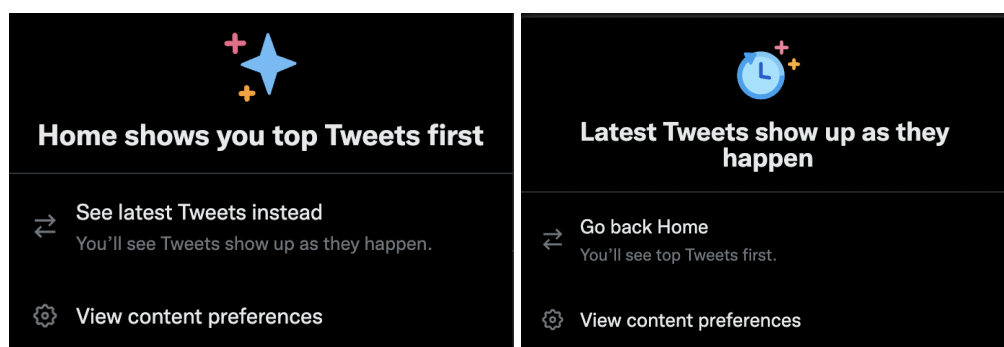 Home shows you top Tweets first
See latest Tweets instead
You’ll see Tweets show up as they happen.
View content preferences
Latest Tweets show up as they
happen
Go back Home
You’ll see top Tweets first.
View content preferences